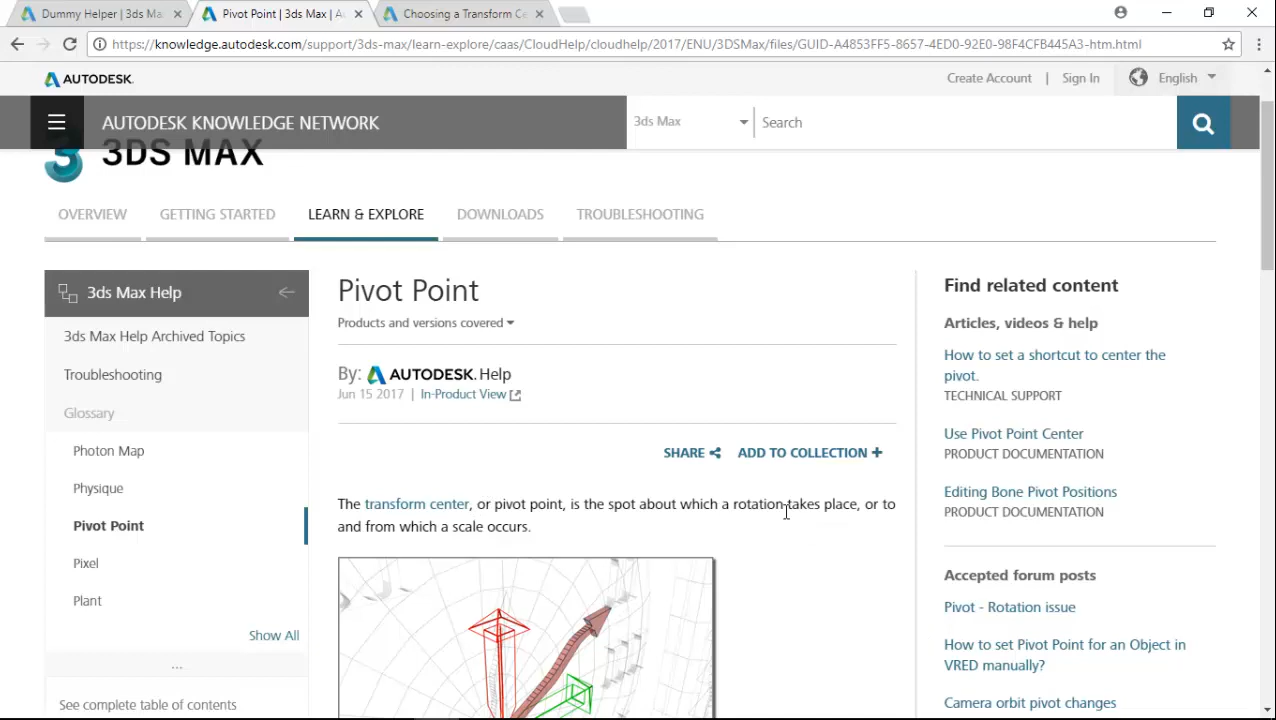 Dummy Helper | 3ds Ma
Pivot Point | 3ds Max | A
Choosing a Transform Ce
https://knowledge.autodesk.com/support/3ds-max/learn-explore/caas/CloudHelp/cloudhelp/2017/ENU/3DSMax/files/GUID-A4853FF5-8657-4ED0-92E0-98F4CFB445A3-htm.html
AUTODESK.
Create Account | Sign In
English
AUTODESK KNOWLEDGE NETWORK
3ds Max
Search
3 3DS MAX
OVERVIEW
GETTING STARTED
LEARN & EXPLORE
DOWNLOADS
TROUBLESHOOTING
3ds Max Help
3ds Max Help Archived Topics
Troubleshooting
Glossary
Photon Map
Physique
Pivot Point
Pixel
Plant
Show All
...
See complete table of contents
Pivot Point
Products and versions covered
By: AUTODESK. Help
Jun 15 2017 | In-Product View
SHARE
ADD TO COLLECTION +
The transform center, or pivot point, is the spot about which a rotation takes place, or to
and from which a scale occurs.
Find related content
Articles, videos & help
How to set a shortcut to center the
pivot.
TECHNICAL SUPPORT
Use Pivot Point Center
PRODUCT DOCUMENTATION
Editing Bone Pivot Positions
PRODUCT DOCUMENTATION
Accepted forum posts
Pivot - Rotation issue
How to set Pivot Point for an Object in
VRED manually?
Camera orbit pivot changes